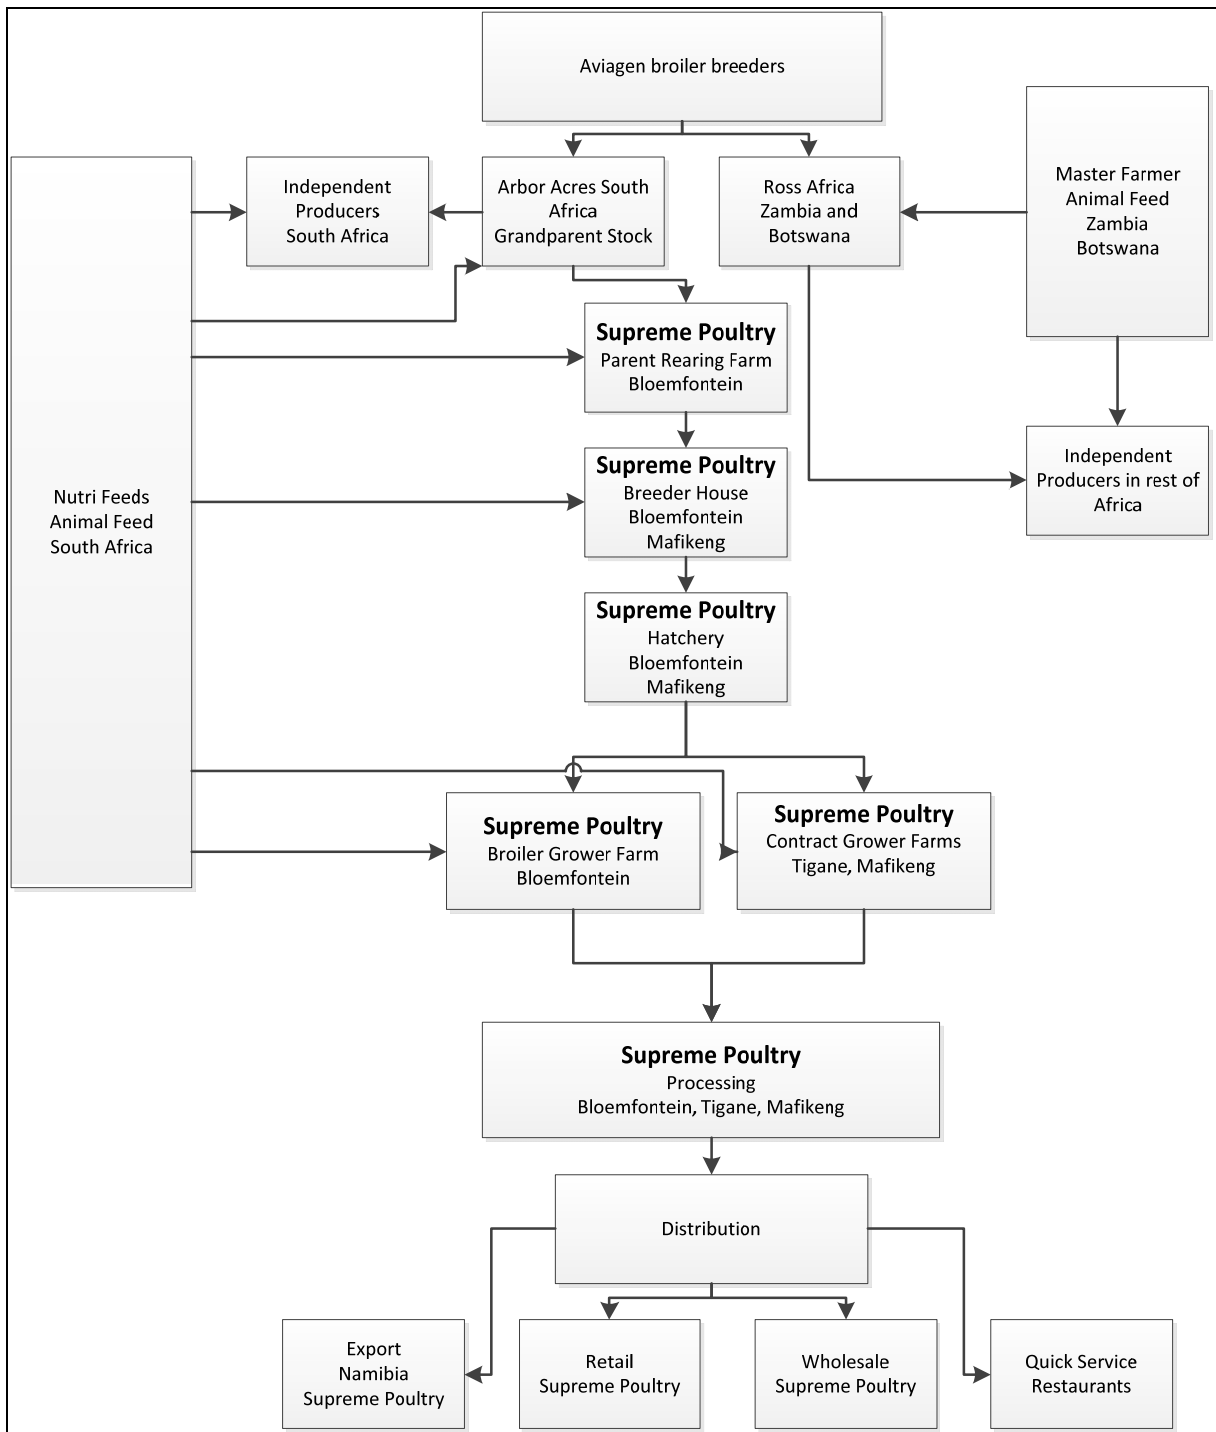 Aviagen broiler breeders
Independent
Producers
South Africa
Arbor Acres South
Africa
Grandparent Stock
Ross Africa
Zambia and
Botswana
Master Farmer
Animal Feed
Zambia
Botswana
Supreme Poultry
Parent Rearing Farm
Bloemfontein
Independent
Producers in rest of
Africa
Nutri Feeds
Animal Feed
South Africa
Supreme Poultry
Breeder House
Bloemfontein
Mafikeng
Supreme Poultry
Hatchery
Bloemfontein
Mafikeng
Supreme Poultry
Broiler Grower Farm
Bloemfontein
Supreme Poultry
Contract Grower Farms
Tigane, Mafikeng
Supreme Poultry
Processing
Bloemfontein, Tigane, Mafikeng
Distribution
Export
Namibia
Supreme Poultry
Retail
Supreme Poultry
Wholesale
Supreme Poultry
Quick Service
Restaurants